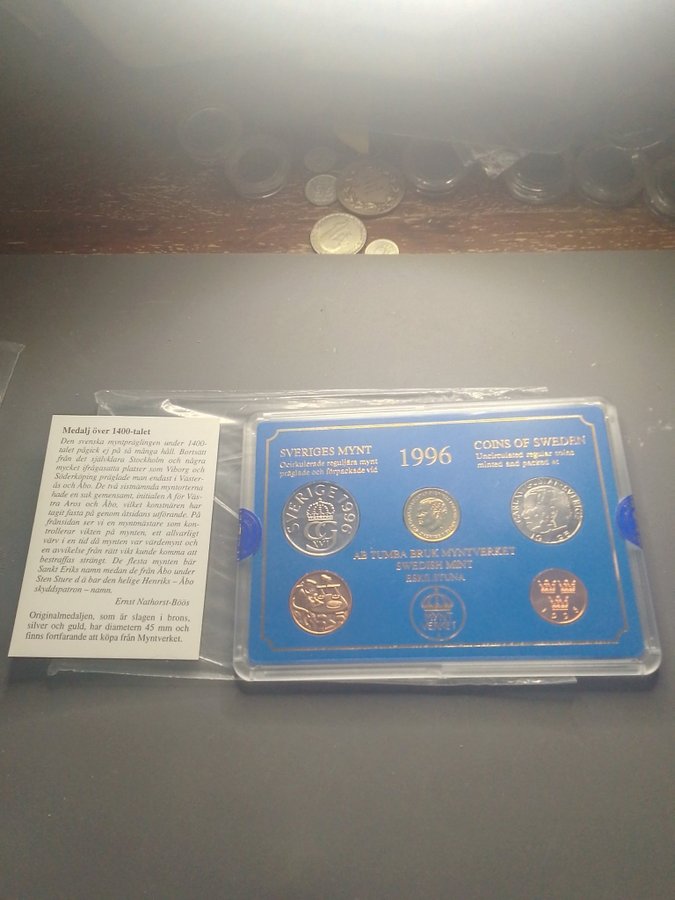 Medalj över 1400-talet
Den svenska myntpräglingen under 1400-
talet pågick ej på så många håll. Bortsett
från det självklara Stockholm och några
mycket ifrågasatta platser som Viborg och
Söderköping präglade man endast i Väster-
ås och Åbo. De två sistnämnda myntorterna
hade en sak gemensamt, initialen A för Väs-
tra Aros och Åbo, vilket konstnären har
tagit fasta på genom åtsidans utförande. På
frånsidan ser vi en myntmästare som kon-
trollerar vikten på mynten, ett allvarligt
värv i en tid då mynten var värdemynt och
en avvikelse från rätt vikt kunde komma att
bestraffas strängt. De flesta mynten bär
Sankt Eriks namn medan de från Åbo under
Sten Sture d ä bar den helige Henriks – Åbo
skyddspatron – namn.
Ernst Nathorst-Böös
Originalmedaljen, som är slagen i brons,
silver och guld, har diametern 45 mm och
finns fortfarande att köpa från Myntverket.
SVERIGES MYNT
Ocirkulerade reguljära mynt
präglade och förpackade vid
1996
COINS OF SWEDEN
Uncirculated regular coins
minted and packed at
SVERIGE 1996
AB TUMBA BRUK MYNTVERKET
SWEDISH MINT
ESKILSTUNA
1996